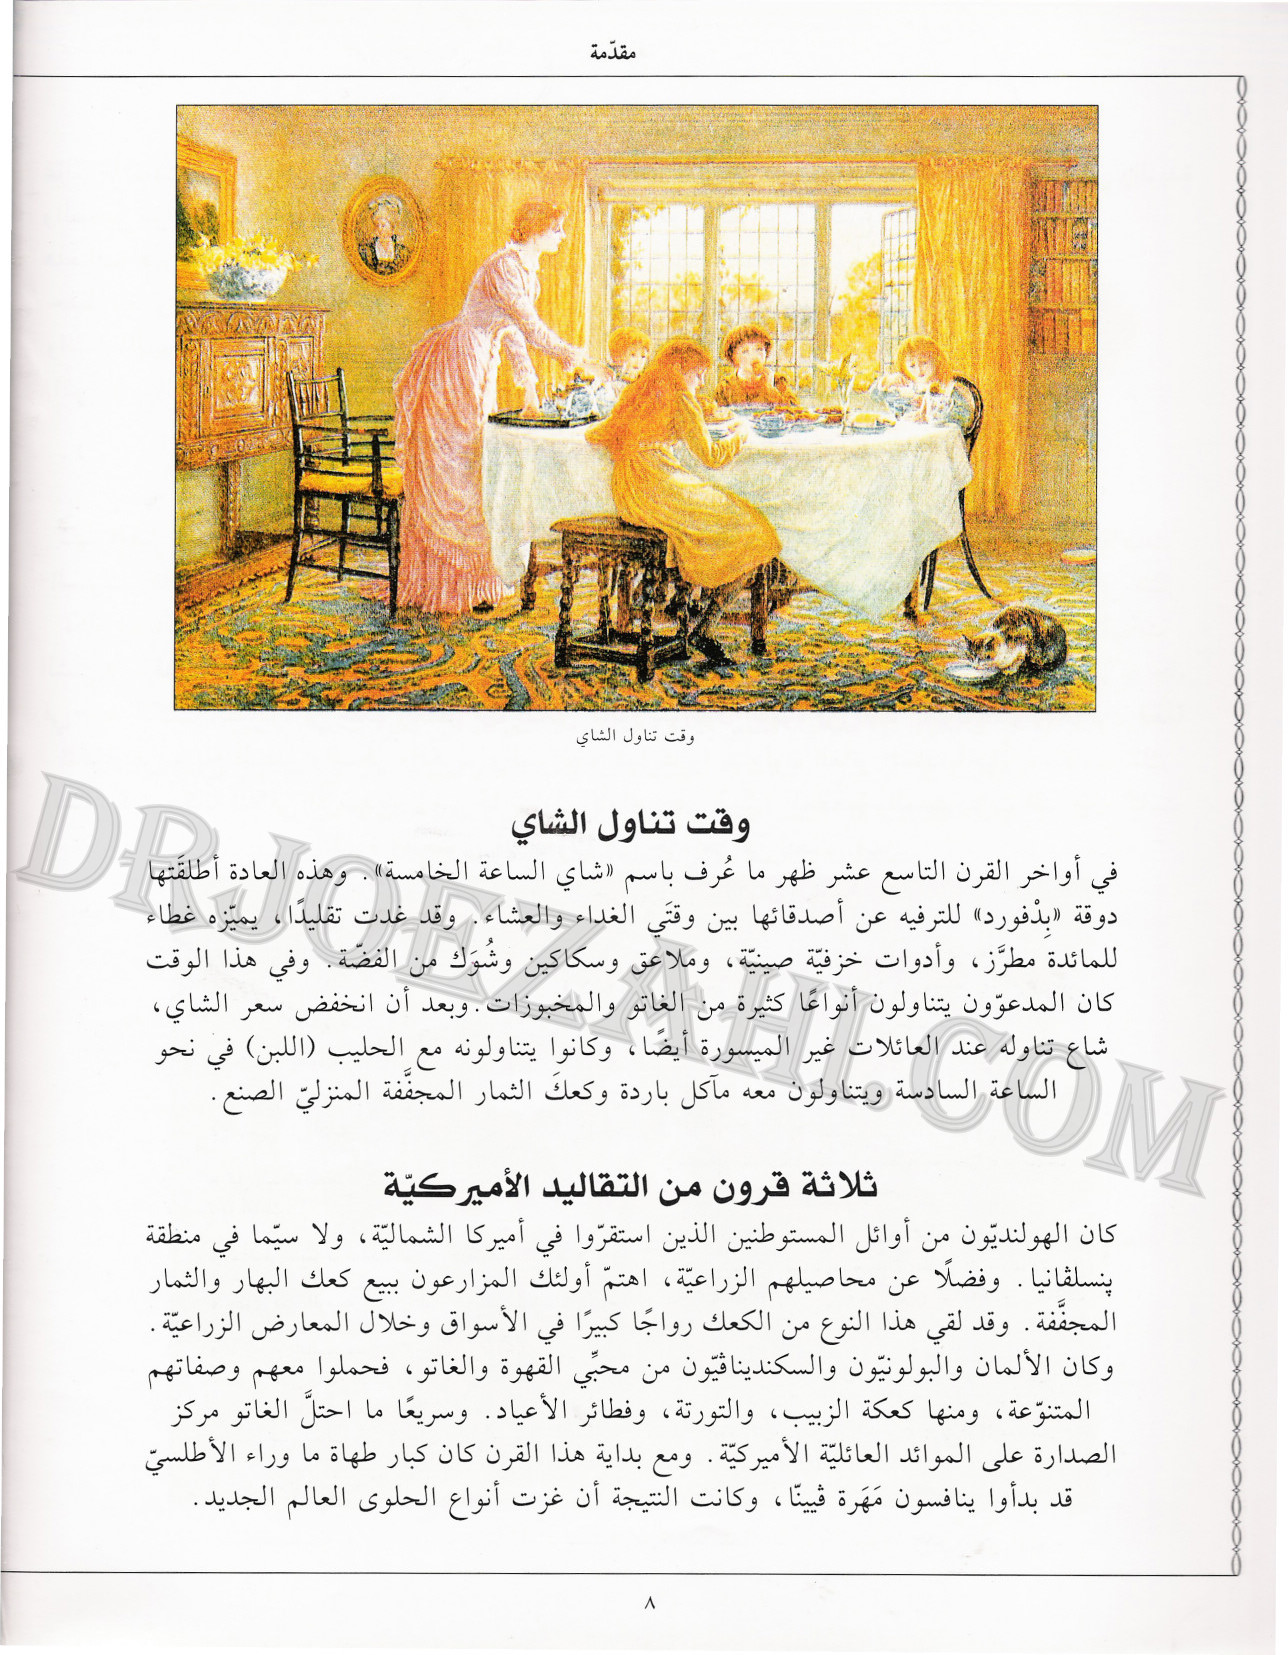 مقدّمة
وقت تناول الشاي
وقت تناول الشاي
في أواخر القرن التاسع عشر ظهر ما عُرف باسم «شاي الساعة الخامسة». وهذه العادة أطلقَتها
دوقة «بِدْفورد» للترفيه عن أصدقائها بين وقتَي الغداء والعشاء. وقد غدت تقليدًا، يميّزه غطاء
للمائدة مطرَّز، وأدوات خزفيّة صينيّة، وملاعق وسكاكين وشُوَك من الفضّة. وفي هذا الوقت
كان المدعوّون يتناولون أنواعًا كثيرة من الغاتو والمخبوزات. وبعد أن انخفض سعر الشاي،
شاع تناوله عند العائلات غير الميسورة أيضًا، وكانوا يتناولونه مع الحليب (اللبن) في نحو
الساعة السادسة ويتناولون معه مآكل باردة وكعكَ الثمار المجفَّفة المنزليّ الصنع.
ثلاثة قرون من التقاليد الأميركيّة
كان الهولنديّون من أوائل المستوطنين الذين استقرّوا في أميركا الشماليّة، ولا سيّما في منطقة
پنسلڤانيا. وفضلًا عن محاصيلهم الزراعيّة، اهتمّ أولئك المزارعون ببيع كعك البهار والثمار
المجفَّفة. وقد لقي هذا النوع من الكعك رواجًا كبيرًا في الأسواق وخلال المعارض الزراعيّة.
وكان الألمان والبولونيّون والسكنديناڤيّون من محبِّي القهوة والغاتو، فحملوا معهم وصفاتهم
المتنوّعة، ومنها كعكة الزبيب، والتورتة، وفطائر الأعياد. وسريعًا ما احتلَّ الغاتو مركز
الصدارة على الموائد العائليّة الأميركيّة. ومع بداية هذا القرن كان كبار طهاة ما وراء الأطلسيّ
قد بدأوا ينافسون مَهَرة ڤيينّا، وكانت النتيجة أن غزت أنواع الحلوى العالم الجديد.
٨
DRJOEZAHI.COM